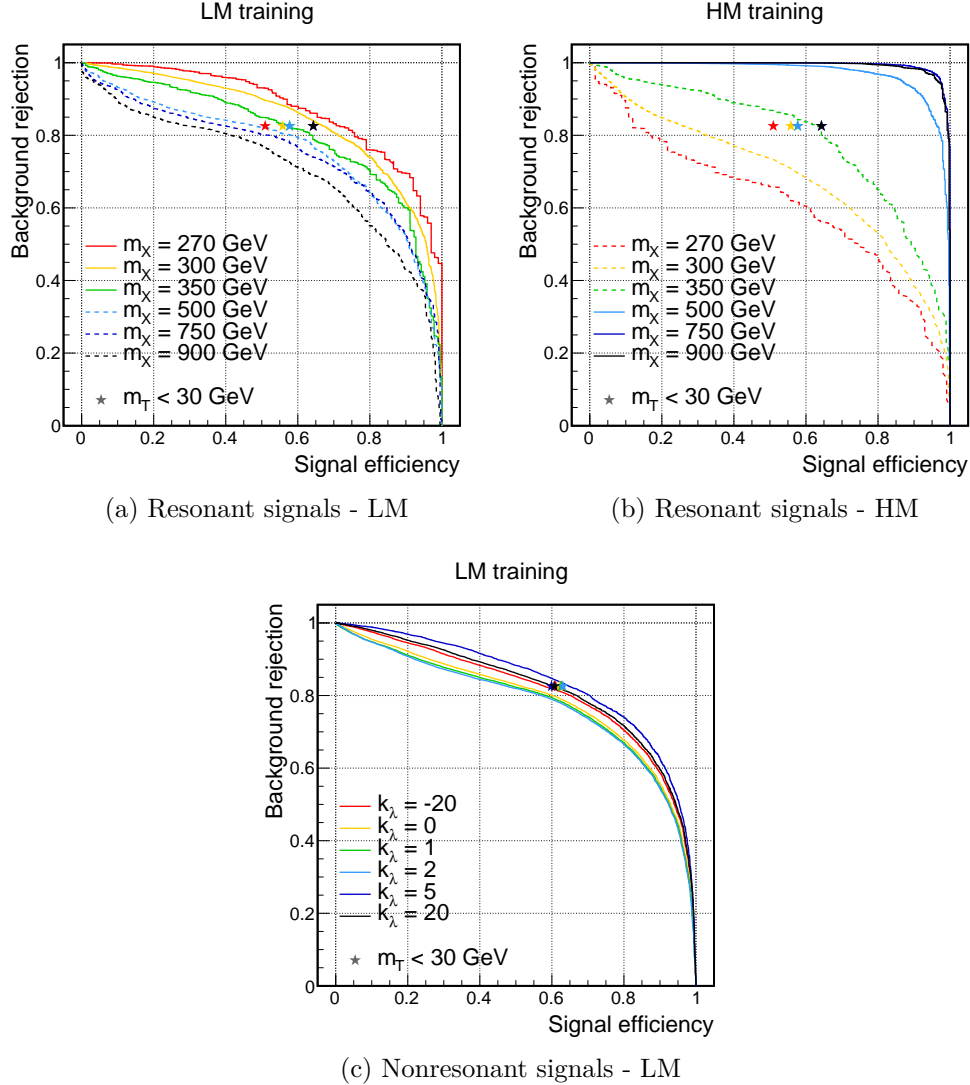 LM training
Background rejection
1
0.8
0.6
0.4
0.2
0
m_X = 270 GeV
m_X = 300 GeV
m_X = 350 GeV
m_X = 500 GeV
m_X = 750 GeV
m_X = 900 GeV
★ m_T < 30 GeV
0 0.2 0.4 0.6 0.8 1
Signal efficiency
(a) Resonant signals - LM
HM training
Background rejection
1
0.8
0.6
0.4
0.2
0
m_X = 270 GeV
m_X = 300 GeV
m_X = 350 GeV
m_X = 500 GeV
m_X = 750 GeV
m_X = 900 GeV
★ m_T < 30 GeV
0 0.2 0.4 0.6 0.8 1
Signal efficiency
(b) Resonant signals - HM
LM training
Background rejection
1
0.8
0.6
0.4
0.2
0
k_λ = -20
k_λ = 0
k_λ = 1
k_λ = 2
k_λ = 5
k_λ = 20
★ m_T < 30 GeV
0 0.2 0.4 0.6 0.8 1
Signal efficiency
(c) Nonresonant signals - LM